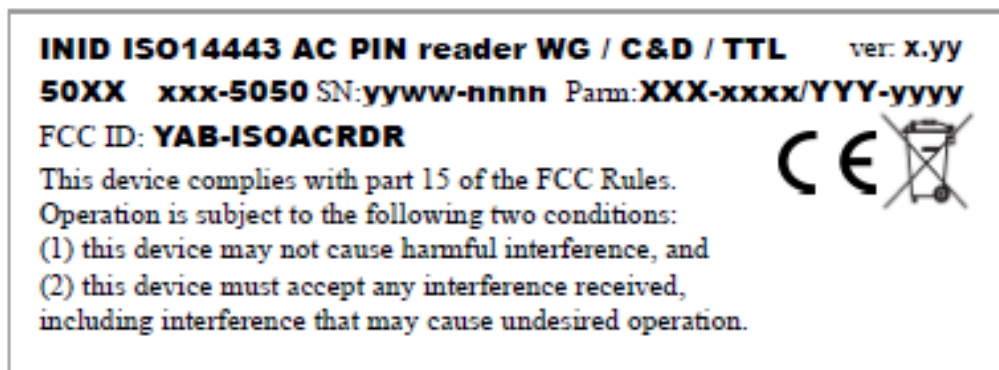 INID ISO14443 AC PIN reader WG / C&D / TTL ver: x.yy
50XX xxx-5050 SN:yyww-nnnn Parm:XXX-xxxx/YYY-yyyy
FCC ID: YAB-ISOACRDR
CE
This device complies with part 15 of the FCC Rules.
Operation is subject to the following two conditions:
(1) this device may not cause harmful interference, and
(2) this device must accept any interference received,
including interference that may cause undesired operation.